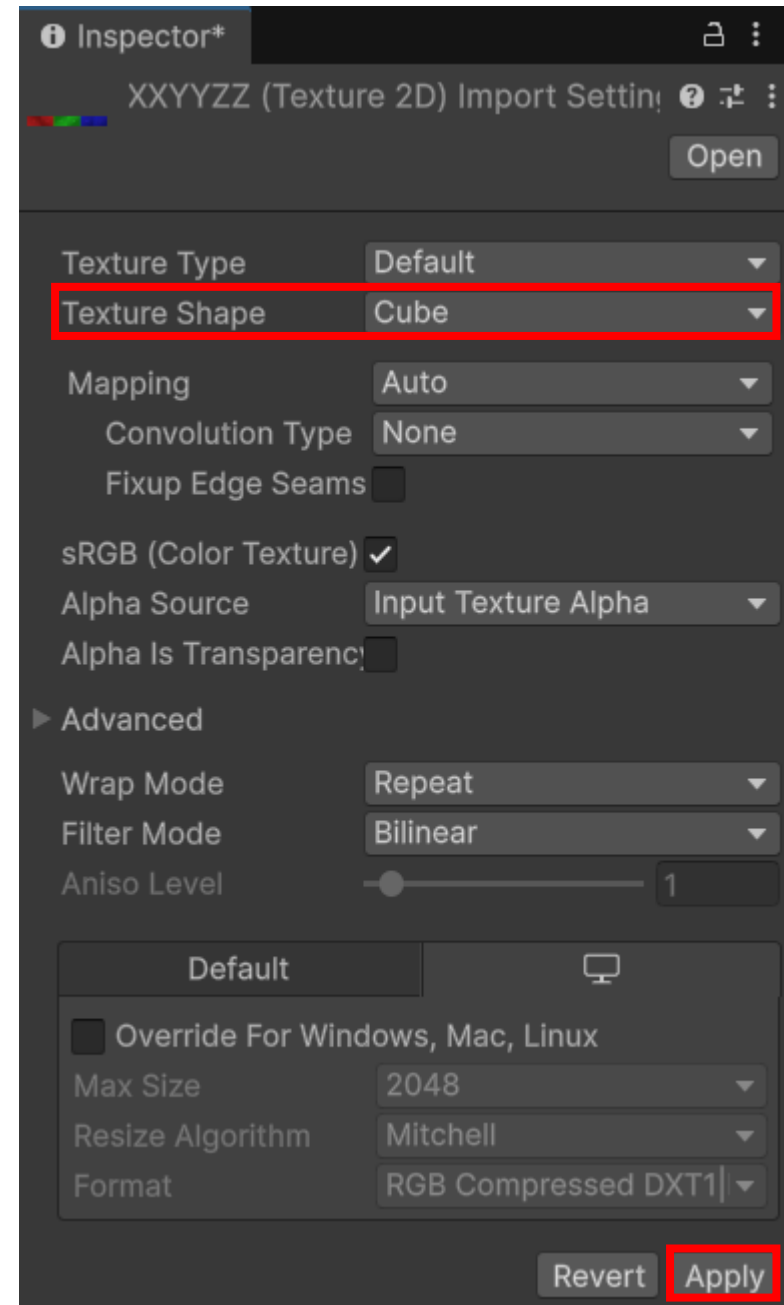 Inspector*
XXYYZZ (Texture 2D) Import Setting
Open
Texture Type Default
Texture Shape Cube
Mapping Auto
Convolution Type None
Fixup Edge Seams
sRGB (Color Texture)
Alpha Source Input Texture Alpha
Alpha Is Transparency
Advanced
Wrap Mode Repeat
Filter Mode Bilinear
Aniso Level 1
Default
Override For Windows, Mac, Linux
Max Size 2048
Resize Algorithm Mitchell
Format RGB Compressed DXT1|
Revert Apply